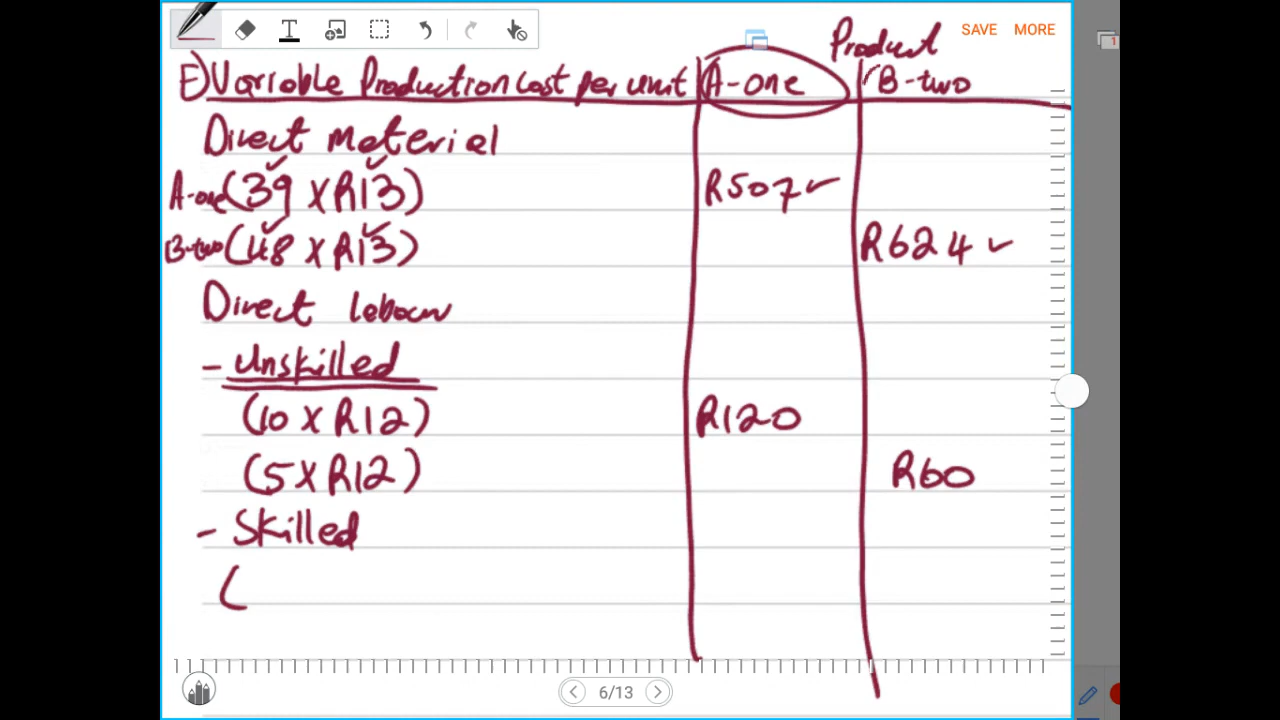 SAVE MORE
Product
E) Variable Production Cost per unit A-one B-two
Direct material
A-one (39 X R13) R507
B-two (48 X R13) R624
Direct labour
- Unskilled
(10 X R12) R120
(5 X R12) R60
- Skilled
(
6/13